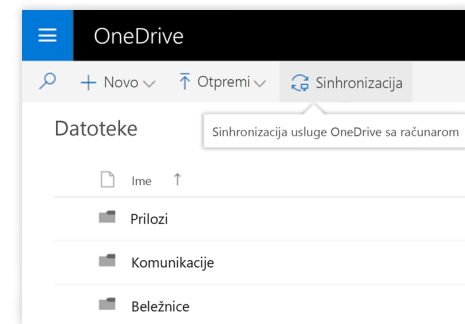 OneDrive
Novo Otpremi Sinhronizacija
Datoteke
Sinhronizacija usluge OneDrive sa računarom
Ime ↑
Prilozi
Komunikacije
Beležnice